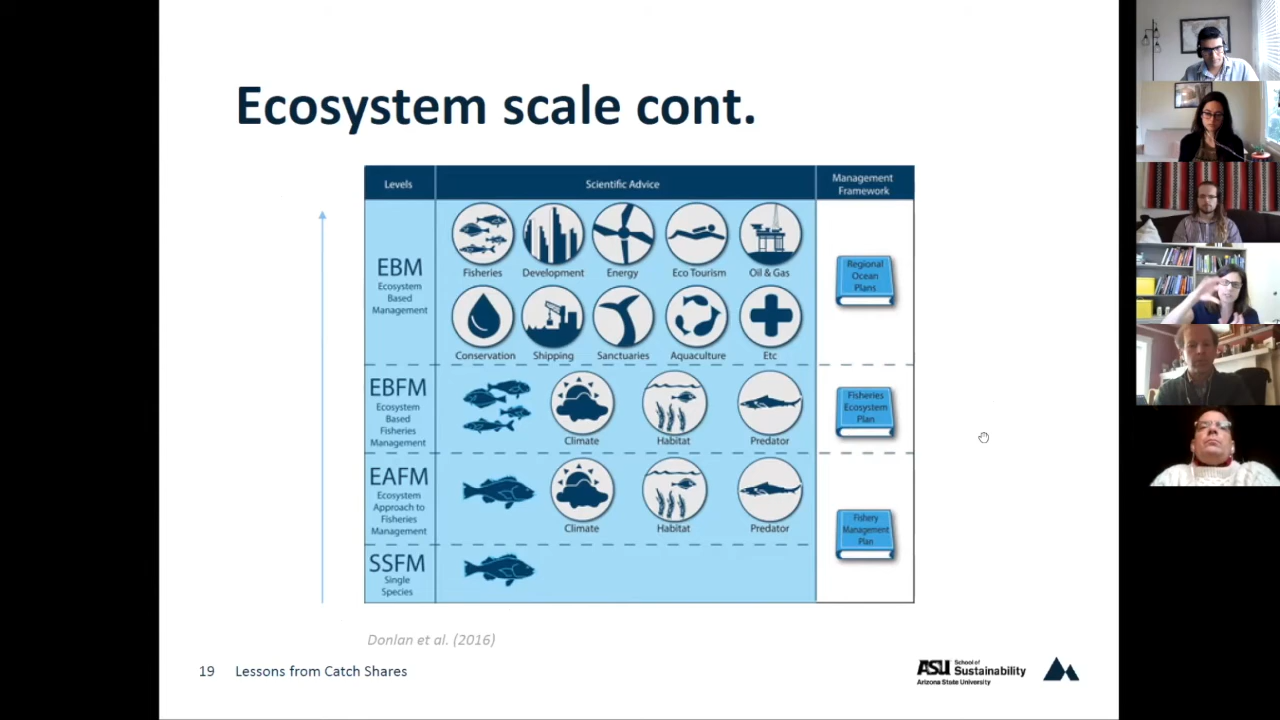 Ecosystem scale cont.
Levels
Scientific Advice
Management
Framework
EBM
Ecosystem
Based
Management
Fisheries
Development
Energy
Eco Tourism
Oil & Gas
Conservation
Shipping
Sanctuaries
Aquaculture
Etc
Regional
Ocean
Plans
EBFM
Ecosystem
Based
Fisheries
Management
Climate
Habitat
Predator
Fisheries
Ecosystem
Plan
EAFM
Ecosystem
Approach to
Fisheries
Management
Climate
Habitat
Predator
Fishery
Management
Plan
SSFM
Single
Species
Donlan et al. (2016)
19 Lessons from Catch Shares
ASU School of
Sustainability
Arizona State University